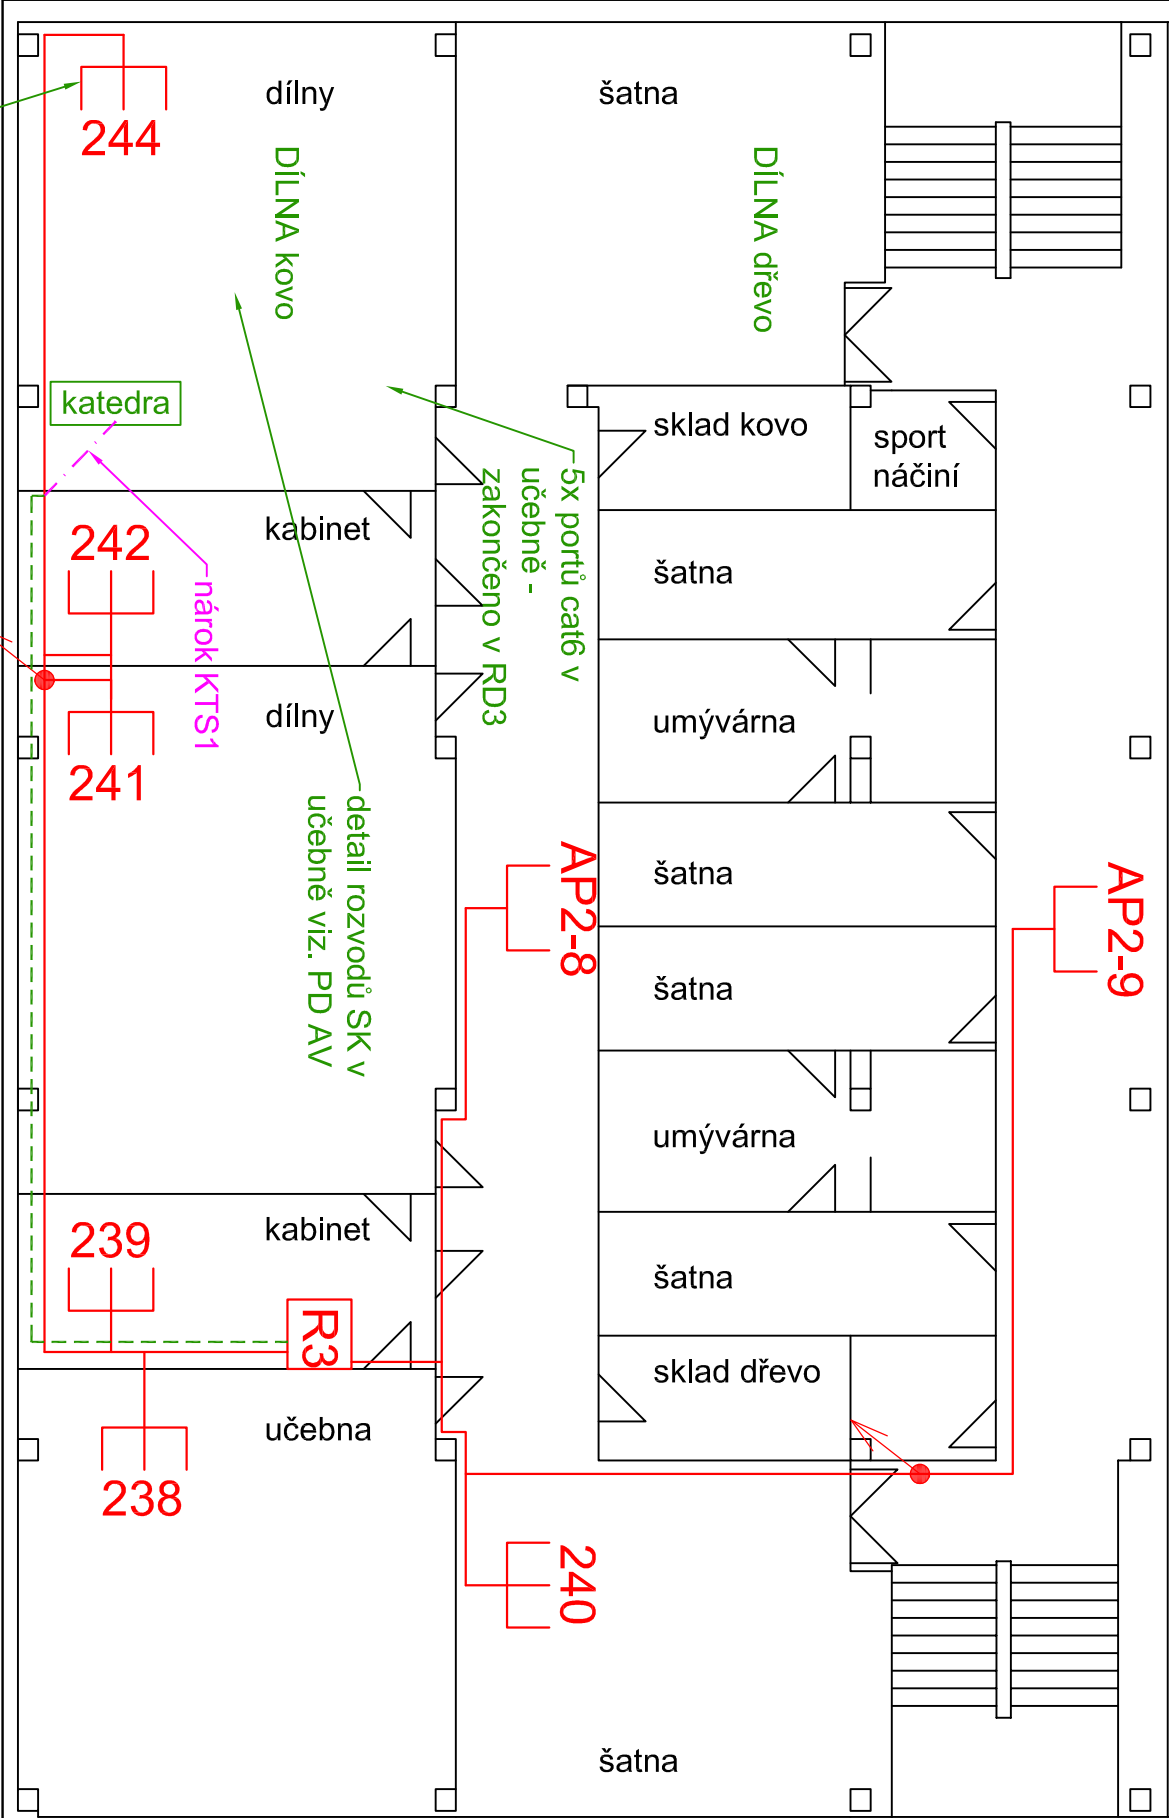 dílny
šatna
244
DÍLNA kovo
DÍLNA dřevo
katedra
sklad kovo
sport
náčiní
5x portů cat6 v
učebně -
zakončeno v RD3
242
kabinet
šatna
nárok KTS1
dílny
umývárna
241
detail rozvodů SK v
učebně viz. PD AV
AP2-8
šatna
AP2-9
šatna
umývárna
239
kabinet
šatna
R3
sklad dřevo
učebna
238
240
šatna